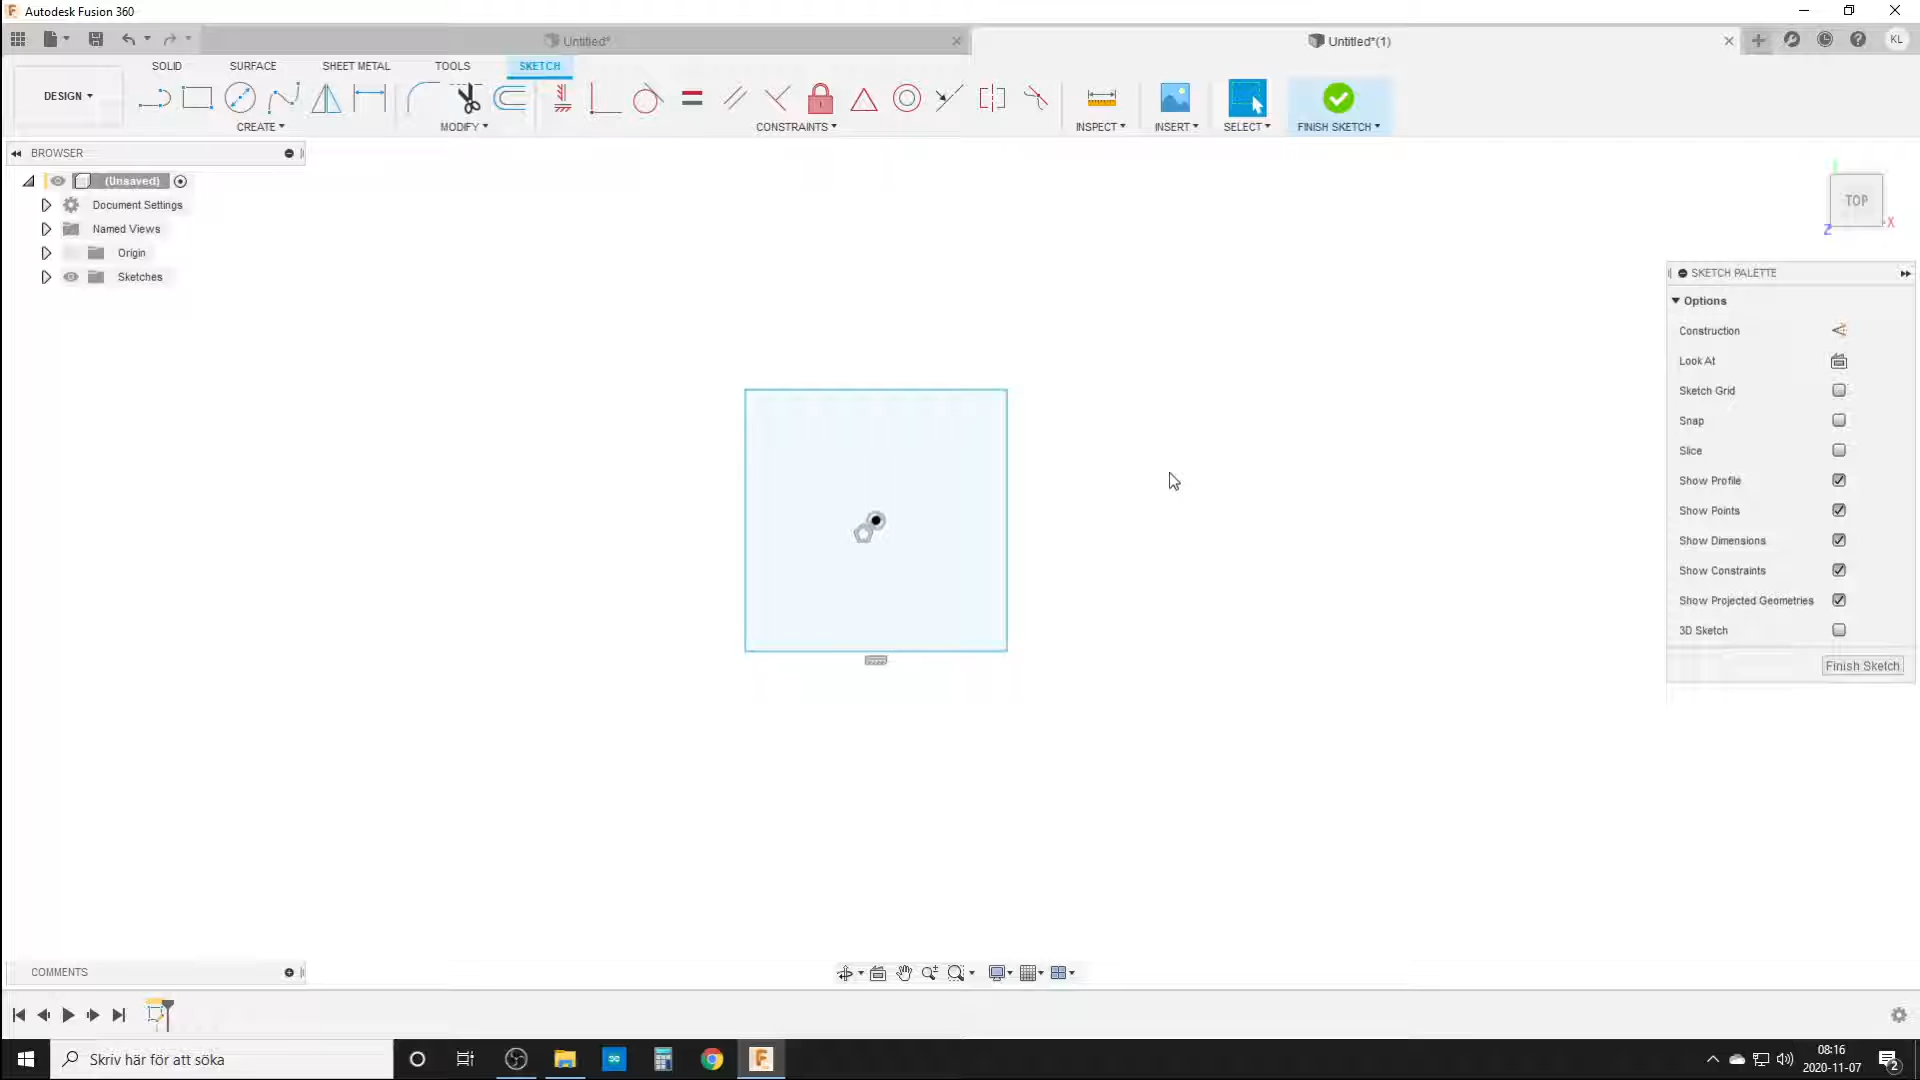 Autodesk Fusion 360
Untitled*
Untitled*(1)
KL
SOLID
SURFACE
SHEET METAL
TOOLS
SKETCH
DESIGN
CREATE
MODIFY
CONSTRAINTS
INSPECT
INSERT
SELECT
FINISH SKETCH
BROWSER
(Unsaved)
Document Settings
Named Views
Origin
Sketches
TOP
X
Z
SKETCH PALETTE
Options
Construction
Look At
Sketch Grid
Snap
Slice
Show Profile
Show Points
Show Dimensions
Show Constraints
Show Projected Geometries
3D Sketch
Finish Sketch
COMMENTS
Skriv här för att söka
08:16
2020-11-07
2